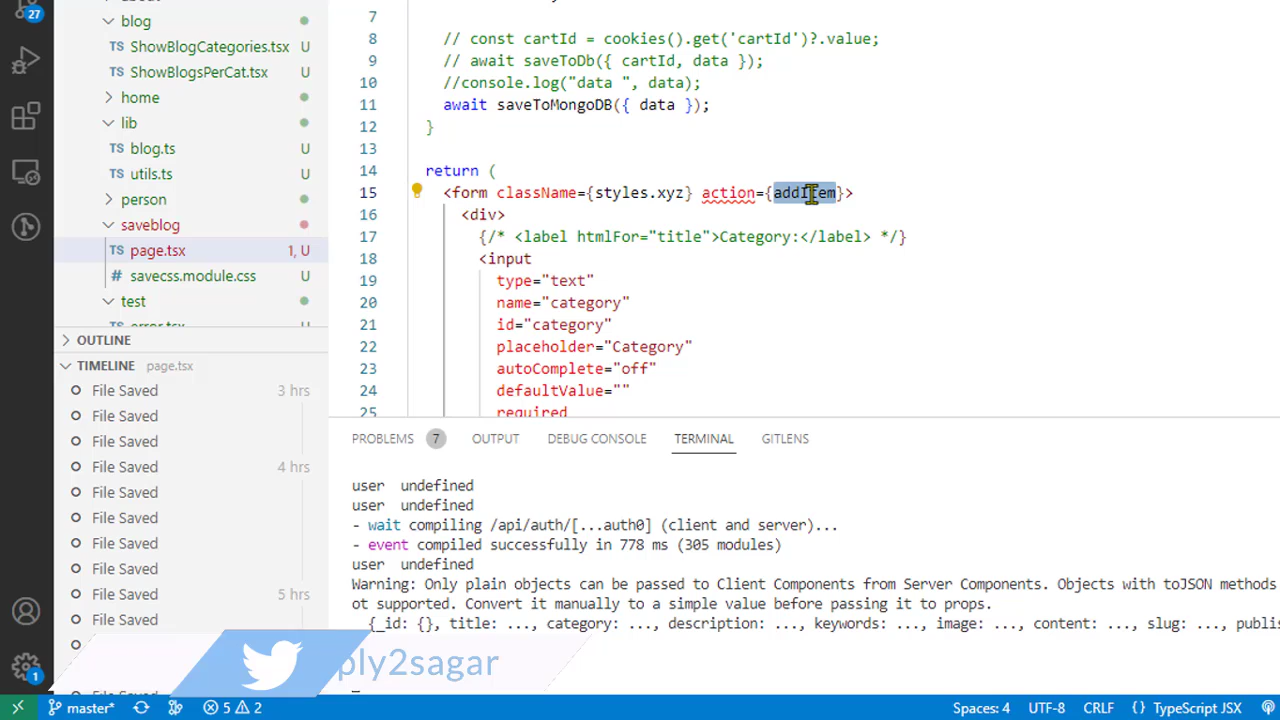 27
blog
TS ShowBlogCategories.tsx U
TS ShowBlogsPerCat.tsx U
home
lib
TS blog.ts U
TS utils.ts U
person
saveblog
TS page.tsx 1, U
# savecss.module.css U
test
error.tsx
OUTLINE
TIMELINE page.tsx
File Saved 3 hrs
File Saved
File Saved
File Saved 4 hrs
File Saved
File Saved
File Saved
File Saved
File Saved 5 hrs
File Saved
File Saved
1
7
8 // const cartId = cookies().get('cartId')?.value;
9 // await saveToDb({ cartId, data });
10 //console.log("data ", data);
11 await saveToMongoDB({ data });
12 }
13
14 return (
15 <form className={styles.xyz} action={addItem}>
16 <div>
17 {/* <label htmlFor="title">Category:</label> */}
18 <input
19 type="text"
20 name="category"
21 id="category"
22 placeholder="Category"
23 autoComplete="off"
24 defaultValue=""
25 required
PROBLEMS 7 OUTPUT DEBUG CONSOLE TERMINAL GITLENS
user undefined
user undefined
- wait compiling /api/auth/[...auth0] (client and server)...
- event compiled successfully in 778 ms (305 modules)
user undefined
Warning: Only plain objects can be passed to Client Components from Server Components. Objects with toJSON methods
ot supported. Convert it manually to a simple value before passing it to props.
{_id: {}, title: ..., category: ..., description: ..., keywords: ..., image: ..., content: ..., slug: ..., publis
ply2sagar
master* 5 2 Spaces: 4 UTF-8 CRLF {} TypeScript JSX